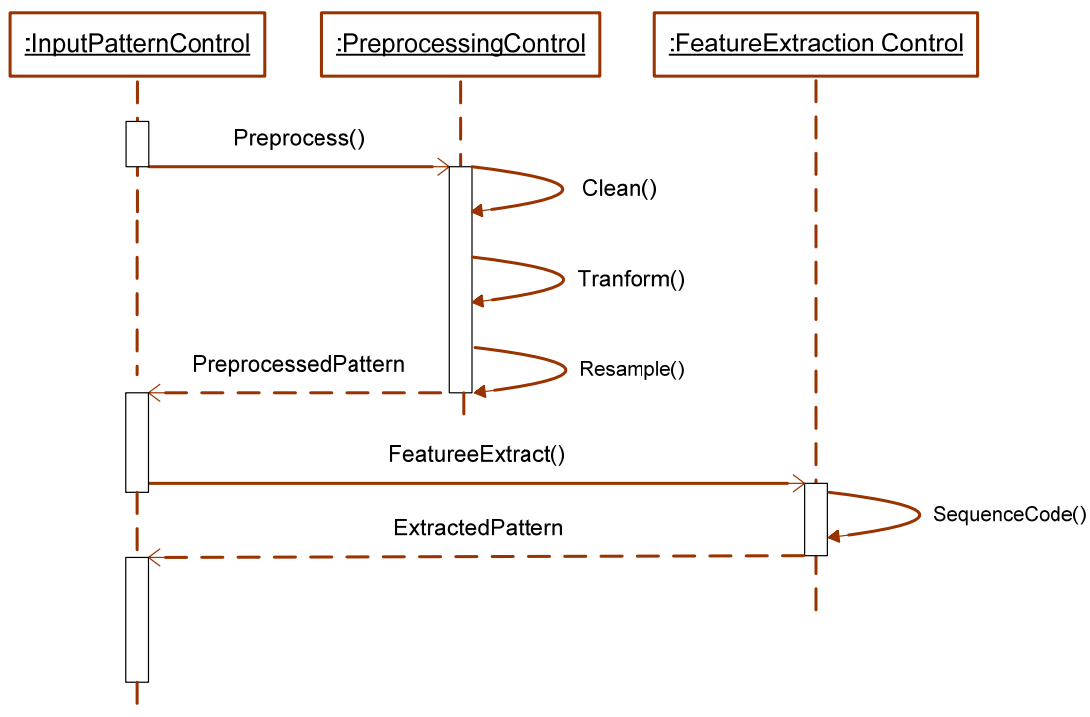 :InputPatternControl
:PreprocessingControl
:FeatureExtraction Control
Preprocess()
Clean()
Tranform()
PreprocessedPattern
Resample()
FeatureeExtract()
SequenceCode()
ExtractedPattern